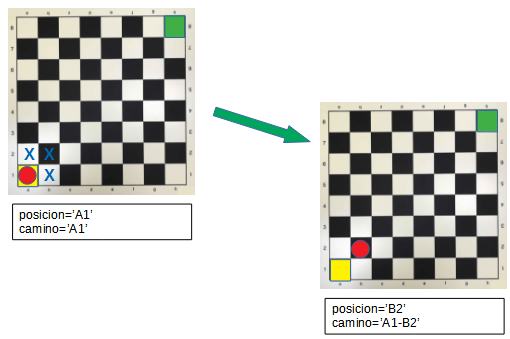 X X
X
posicion='A1'
camino='A1'
posicion='B2'
camino='A1-B2'